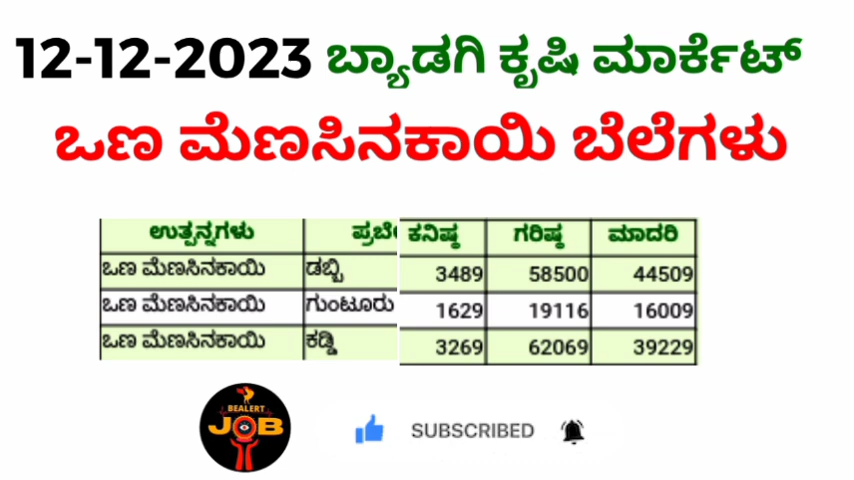 12-12-2023 ಬ್ಯಾಡಗಿ ಕೃಷಿ ಮಾರ್ಕೆಟ್
ಒಣ ಮೆಣಸಿನಕಾಯಿ ಬೆಲೆಗಳು
ಉತ್ಪನ್ನಗಳು ಕನಿಷ್ಠ ಗರಿಷ್ಠ ಮಾದರಿ
ಒಣ ಮೆಣಸಿನಕಾಯಿ ಡಬ್ಬಿ 3489 58500 44509
ಒಣ ಮೆಣಸಿನಕಾಯಿ ಗುಂಟೂರು 1629 19116 16009
ಒಣ ಮೆಣಸಿನಕಾಯಿ ಕಡ್ಡಿ 3269 62069 39229
BEALERT
JOB
SUBSCRIBED